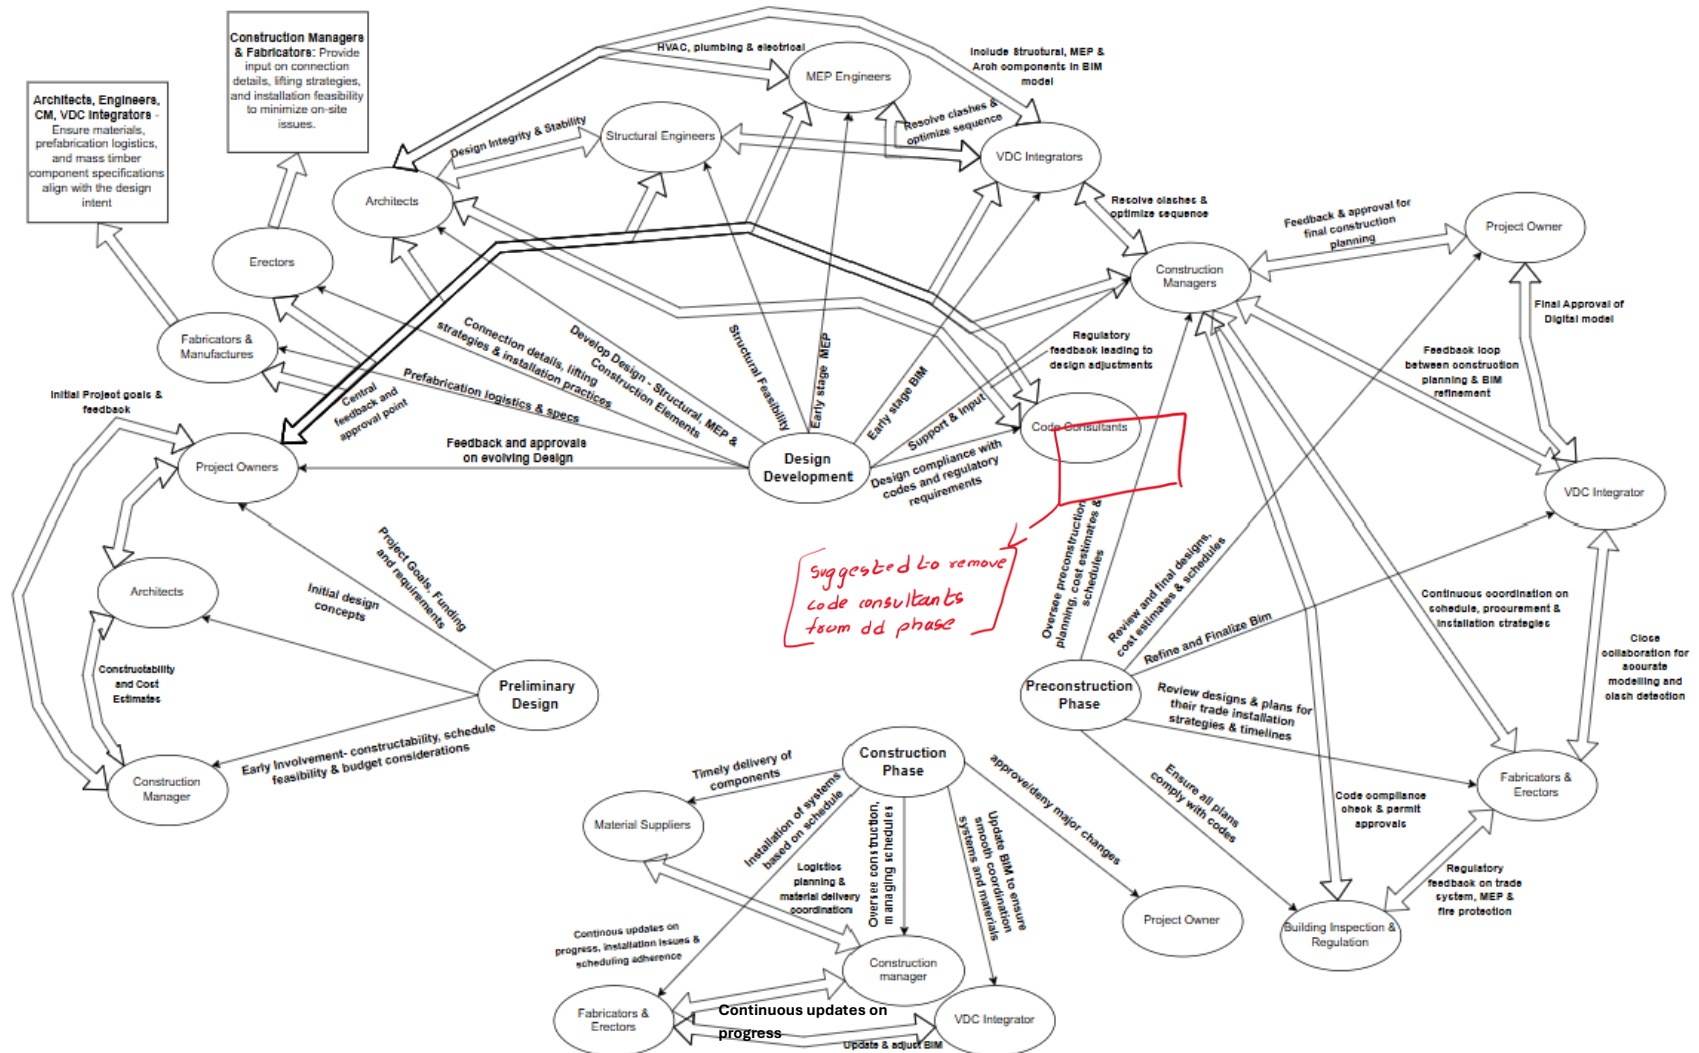 Construction Managers
& Fabricators: Provide
input on connection
details, lifting strategies,
and installation feasibility
to minimize on-site
issues.
Architects, Engineers,
CM, VDC Integrators -
Ensure materials,
prefabrication logistics,
and mass timber
component specifications
align with the design
intent
HVAC, plumbing & electrical
MEP Engineers
Include Structural, MEP &
Aroh components in BIM
model
Design Integrity & Stability
Structural Engineers
Resolve clashes &
optimize sequence
VDC Integrators
Architects
Resolve clashes &
optimize sequence
Feedback & approval for
final construction
planning
Project Owner
Erectors
Construction
Managers
Final Approval of
Digital model
Fabricators &
Manufactures
Connection details, lifting
strategies & installation practices
Develop Design - Structural, MEP &
Construction Elements
Structural Feasibility
Early stage MEP
Early stage BIM
Regulatory
feedback leading to
design adjustments
Feedback loop
between construction
planning & BIM
refinement
Initial Project goals &
feedback
Central
feedback and
approval point
Prefabrication logistics & specs
Support & Input
Code Consultants
Project Owners
Feedback and approvals
on evolving Design
Design
Development
Design compliance with
codes and regulatory
requirements
VDC Integrator
suggested to remove
code consultants
from dd phase
Oversee preconstruction
planning, cost estimates &
schedules
Review and final designs,
cost estimates & schedules
Refine and Finalize Bim
Project Goals, Funding
and requirements
Initial design
concepts
Architects
Continuous coordination on
schedule, procurement &
installation strategies
Close
collaboration for
accurate
modelling and
clash detection
Constructability
and Cost
Estimates
Preliminary
Design
Preconstruction
Phase
Review designs & plans for
their trade installation
strategies & timelines
Early Involvement- constructability, schedule
feasibility & budget considerations
Construction
Manager
Construction
Phase
Timely delivery of
components
approve/deny major changes
Ensure all plans
comply with codes
Fabricators &
Erectors
Code compliance
check & permit
approvals
Material Suppliers
Installation of systems
based on schedule
Oversee construction,
managing schedules
Update BIM to ensure
smooth coordination
systems and materials
Logistics
planning &
material delivery
coordination
Regulatory
feedback on trade
system, MEP &
fire protection
Project Owner
Building Inspection &
Regulation
Continous updates on
progress, installation issues &
scheduling adherence
Construction
manager
Fabricators &
Erectors
Continuous updates on
progress
VDC Integrator
Update & adjust BIM